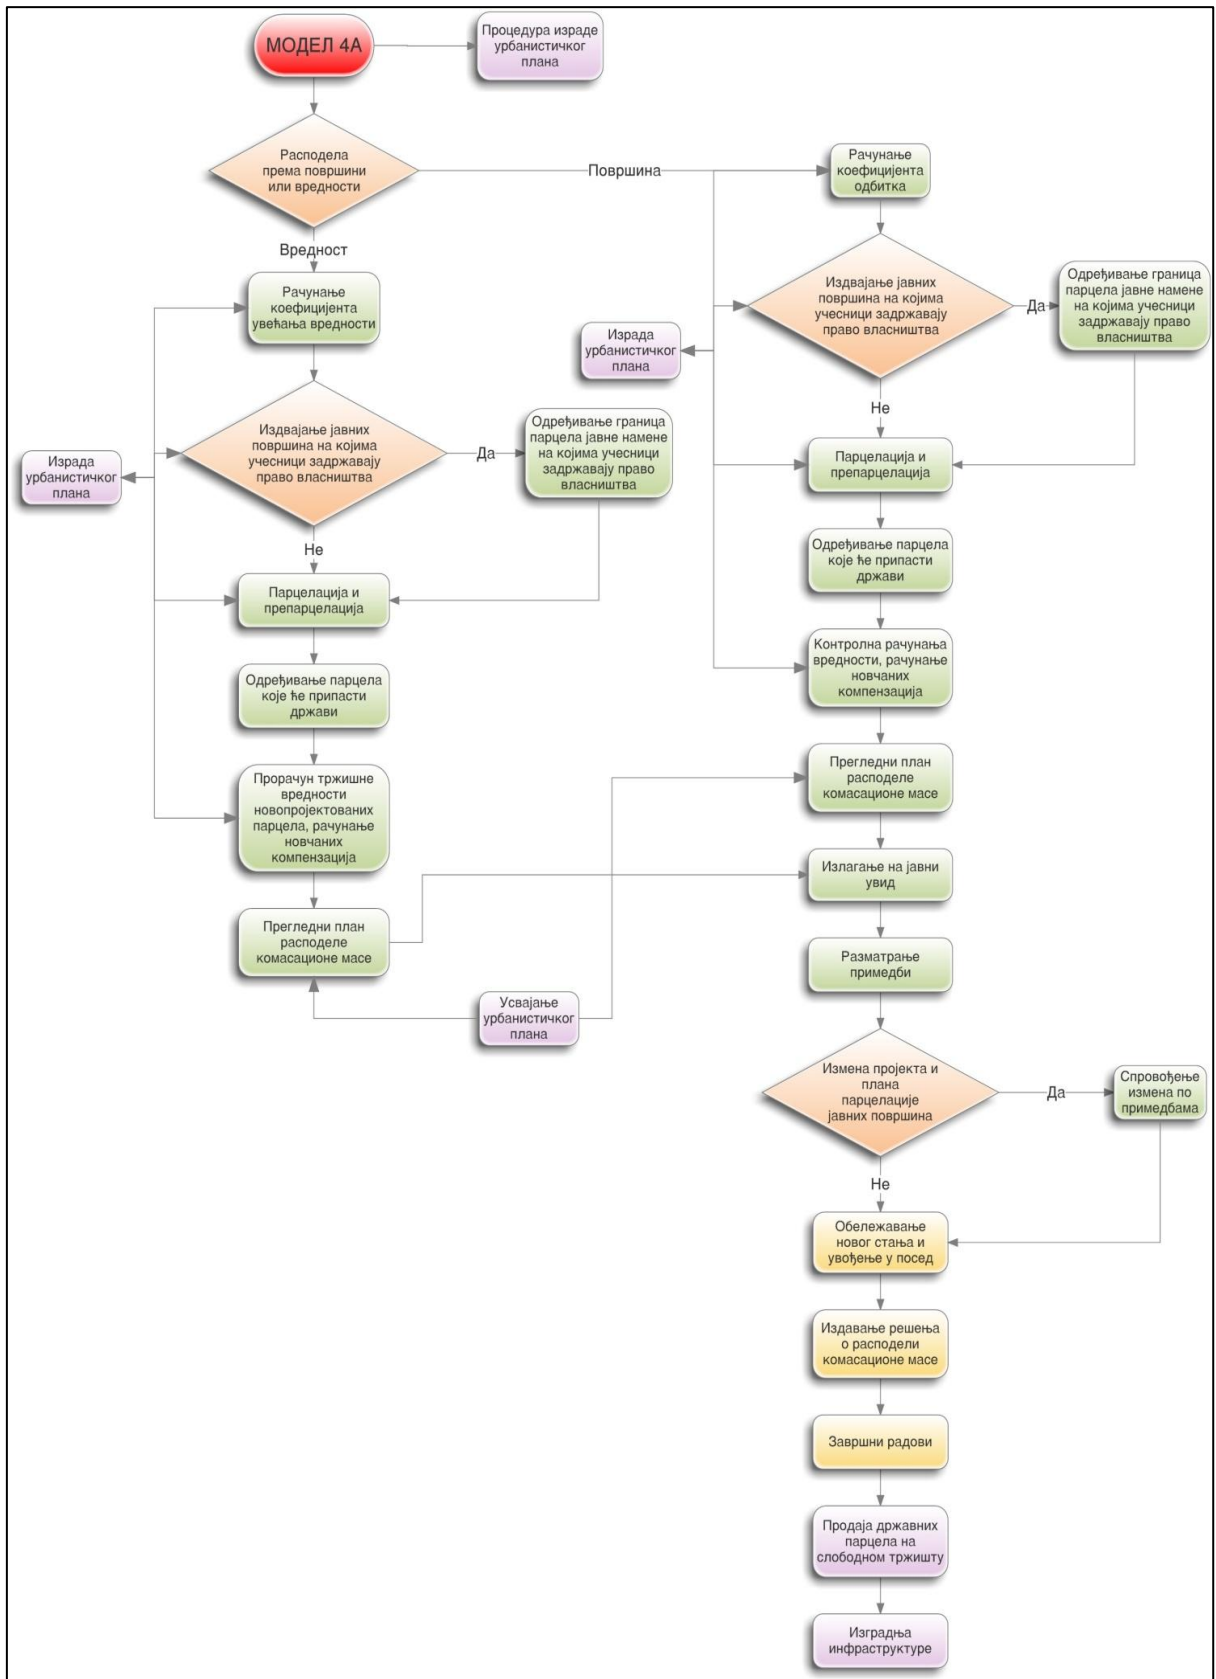 МОДЕЛ 4А
Процедура израде
урбанистичког
плана
Расподела
према површини
или вредности
Површина
Рачунање
коефицијента
одбитка
Вредност
Рачунање
коефицијента
увећања вредности
Издвајање јавних
површина на којима
учесници задржавају
право власништва
Да
Одређивање граница
парцела јавне намене
на којима учесници
задржавају право
власништва
Израда
урбанистичког
плана
Не
Издвајање јавних
површина на којима
учесници задржавају
право власништва
Да
Одређивање граница
парцела јавне намене
на којима учесници
задржавају право
власништва
Израда
урбанистичког
плана
Не
Парцелација и
препарцелација
Парцелација и
препарцелација
Одређивање парцела
које ће припасти
држави
Одређивање парцела
које ће припасти
држави
Контролна рачунања
вредности, рачунање
новчаних
компензација
Прорачун тржишне
вредности
новопројектованих
парцела, рачунање
новчаних
компензација
Прегледни план
расподеле
комасационе масе
Излагање на јавни
увид
Прегледни план
расподеле
комасационе масе
Разматрање
примедби
Усвајање
урбанистичког
плана
Измена пројекта и
плана
парцелације
јавних површина
Да
Спровођење
измена по
примедбама
Не
Обележавање
новог стања и
увођење у посед
Издавање решења
о расподели
комасационе масе
Завршни радови
Продаја државних
парцела на
слободном тржишту
Изградња
инфраструктуре